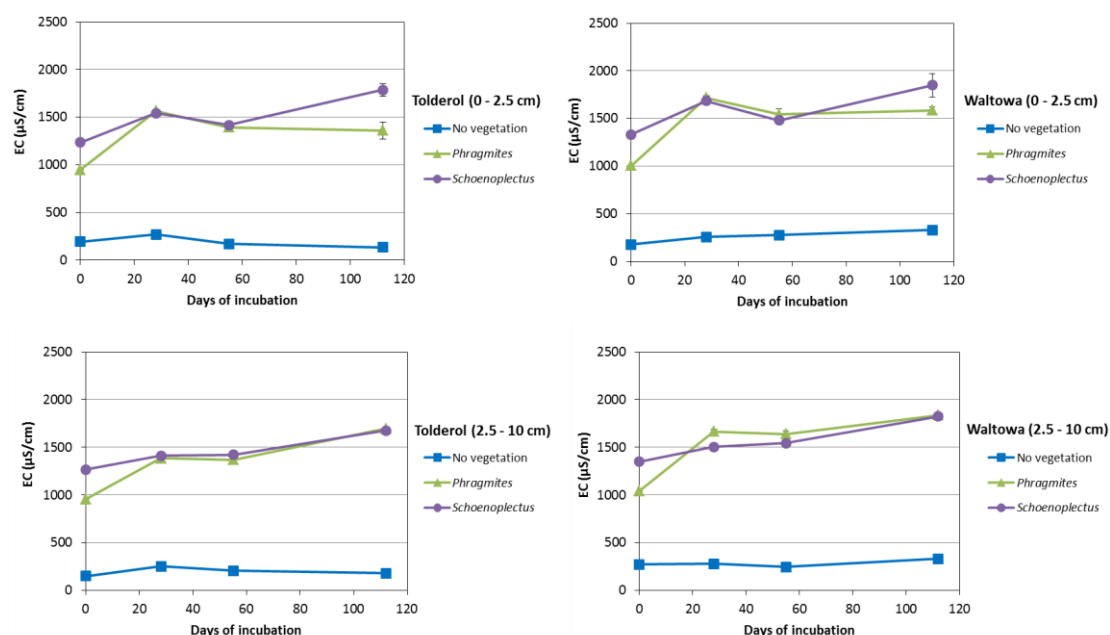 2500
2000
1500
1000
500
0
EC (µS/cm)
0 20 40 60 80 100 120
Days of incubation
Tolderol (0 - 2.5 cm)
No vegetation
Phragmites
Schoenoplectus
2500
2000
1500
1000
500
0
EC (µS/cm)
0 20 40 60 80 100 120
Days of incubation
Waltowa (0 - 2.5 cm)
No vegetation
Phragmites
Schoenoplectus
2500
2000
1500
1000
500
0
EC (µS/cm)
0 20 40 60 80 100 120
Days of incubation
Tolderol (2.5 - 10 cm)
No vegetation
Phragmites
Schoenoplectus
2500
2000
1500
1000
500
0
EC (µS/cm)
0 20 40 60 80 100 120
Days of incubation
Waltowa (2.5 - 10 cm)
No vegetation
Phragmites
Schoenoplectus